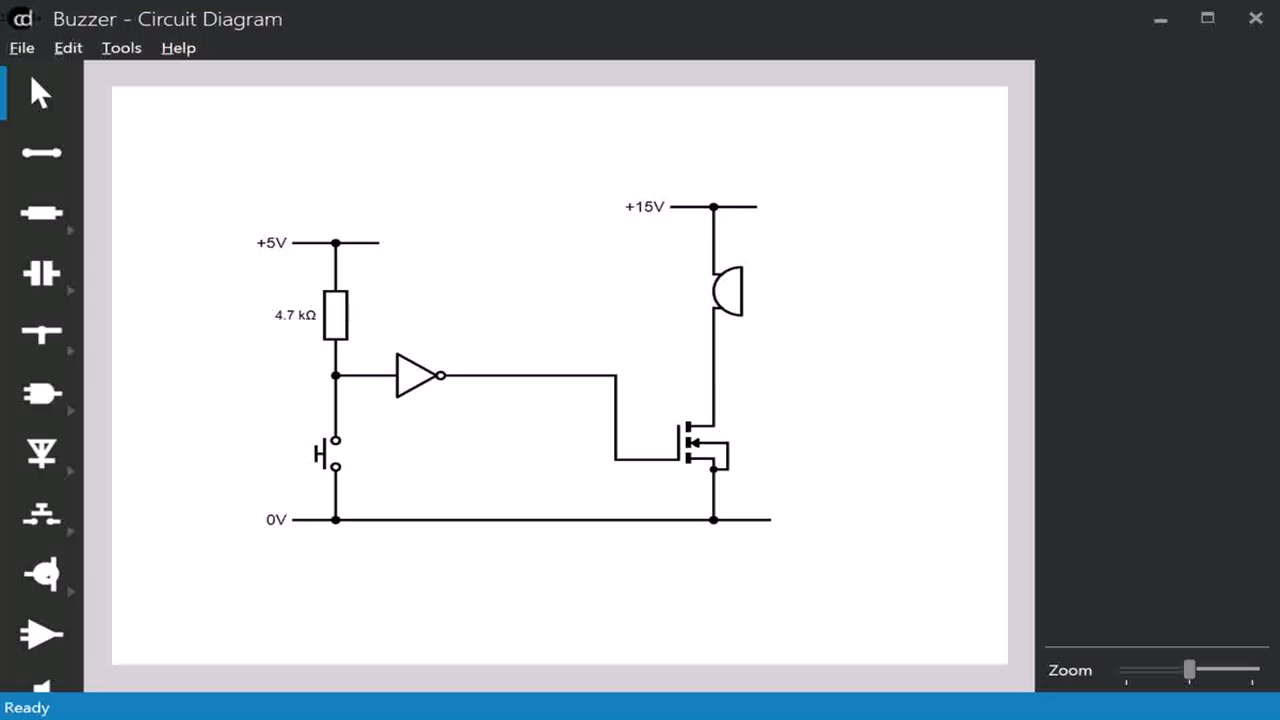 cd Buzzer - Circuit Diagram
File Edit Tools Help
+15V
+5V
4.7 kΩ
0V
Zoom
Ready